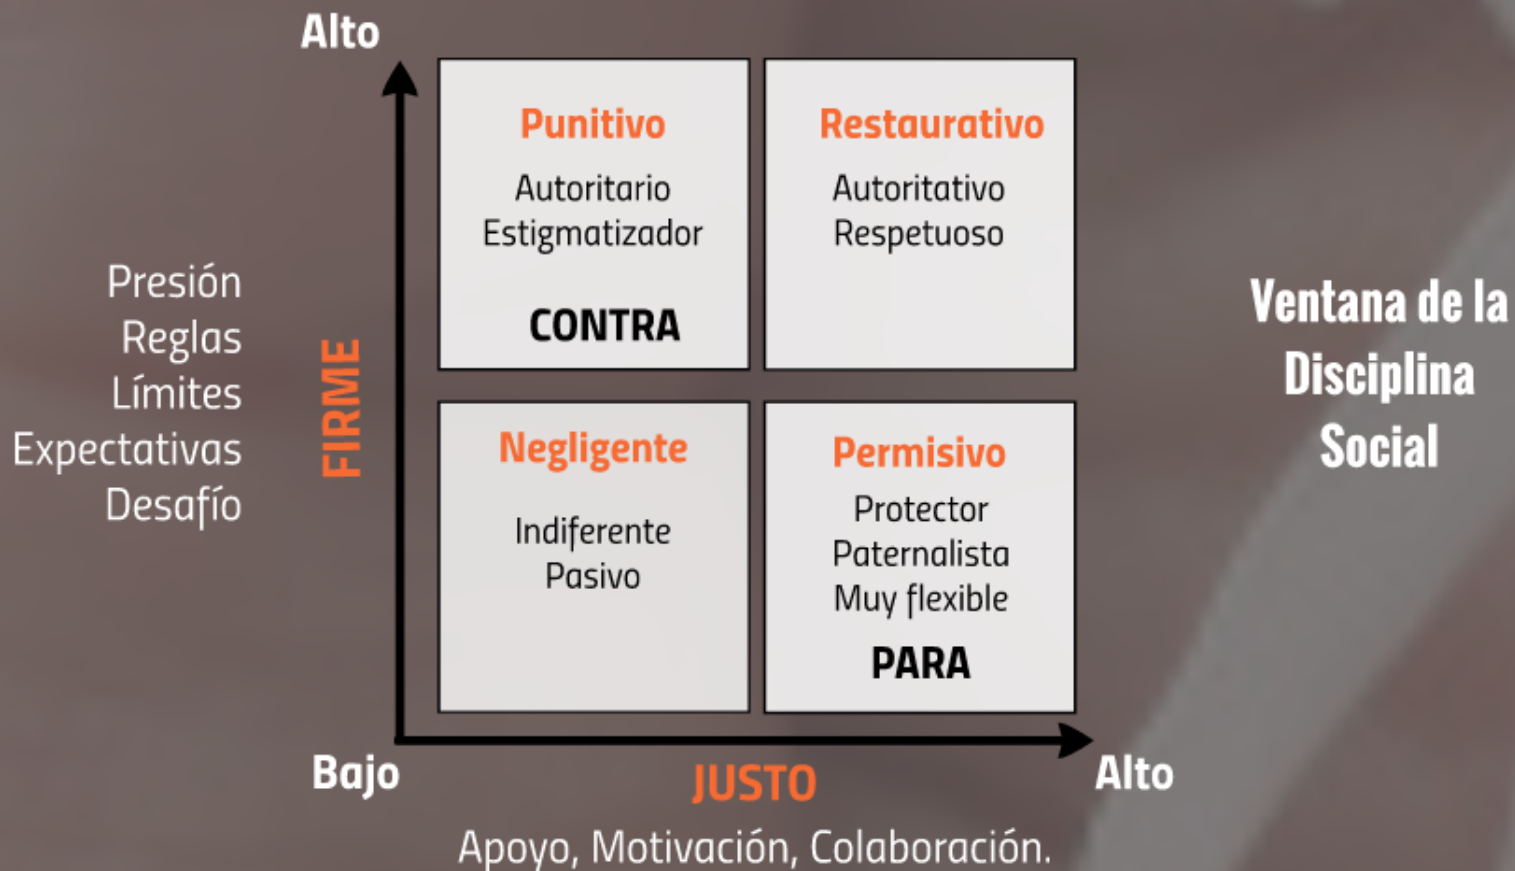 Alto
Punitivo
Autoritario
Estigmatizador
CONTRA
Restaurativo
Autoritativo
Respetuoso
Presión
Reglas
Límites
Expectativas
Desafío
FIRME
Ventana de la
Disciplina
Social
Negligente
Indiferente
Pasivo
Permisivo
Protector
Paternalista
Muy flexible
PARA
Bajo
JUSTO
Alto
Apoyo, Motivación, Colaboración.